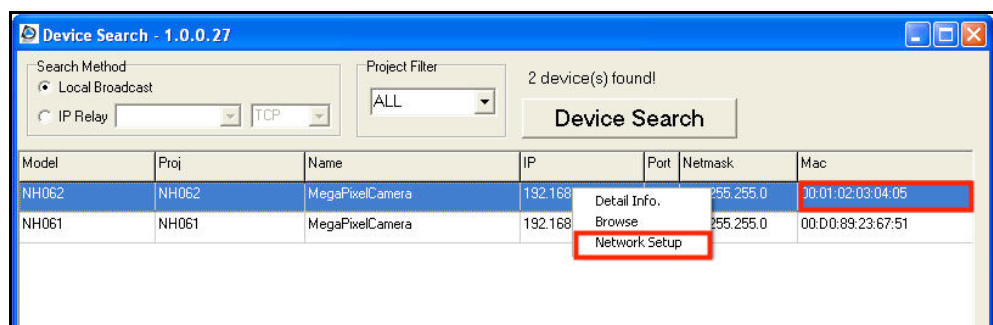 Device Search - 1.0.0.27
Search Method
Local Broadcast
IP Relay
TCP
Project Filter
ALL
2 device(s) found!
Device Search
Model Proj Name IP Port Netmask Mac
NH062 NH062 MegaPixelCamera 192.168 255.255.0 00:01:02:03:04:05
Detail Info.
Browse
NH061 NH061 MegaPixelCamera 192.168 255.255.0 00:D0:89:23:67:51
Network Setup